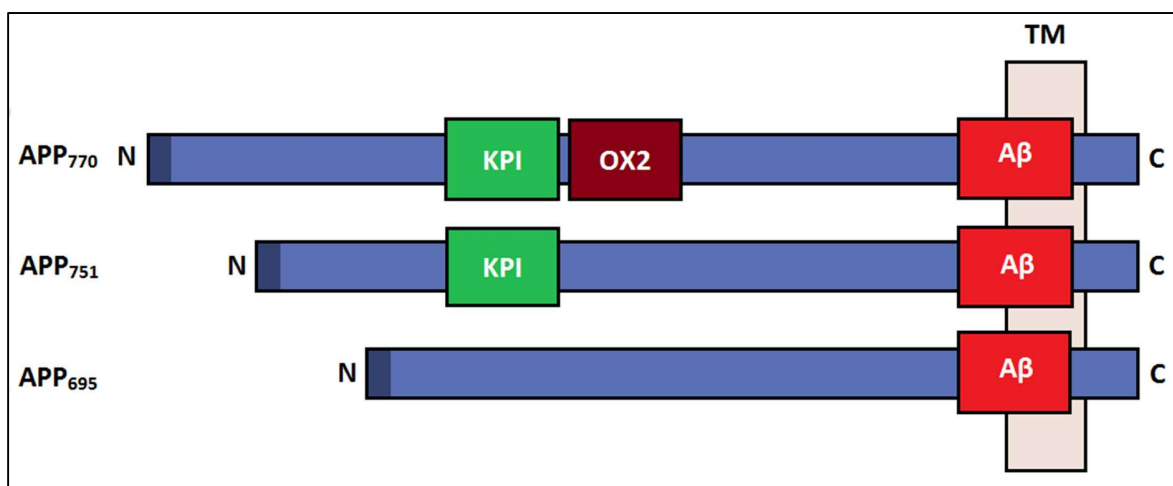 TM
APP770 N KPI OX2 Aβ C
APP751 N KPI Aβ C
APP695 N Aβ C